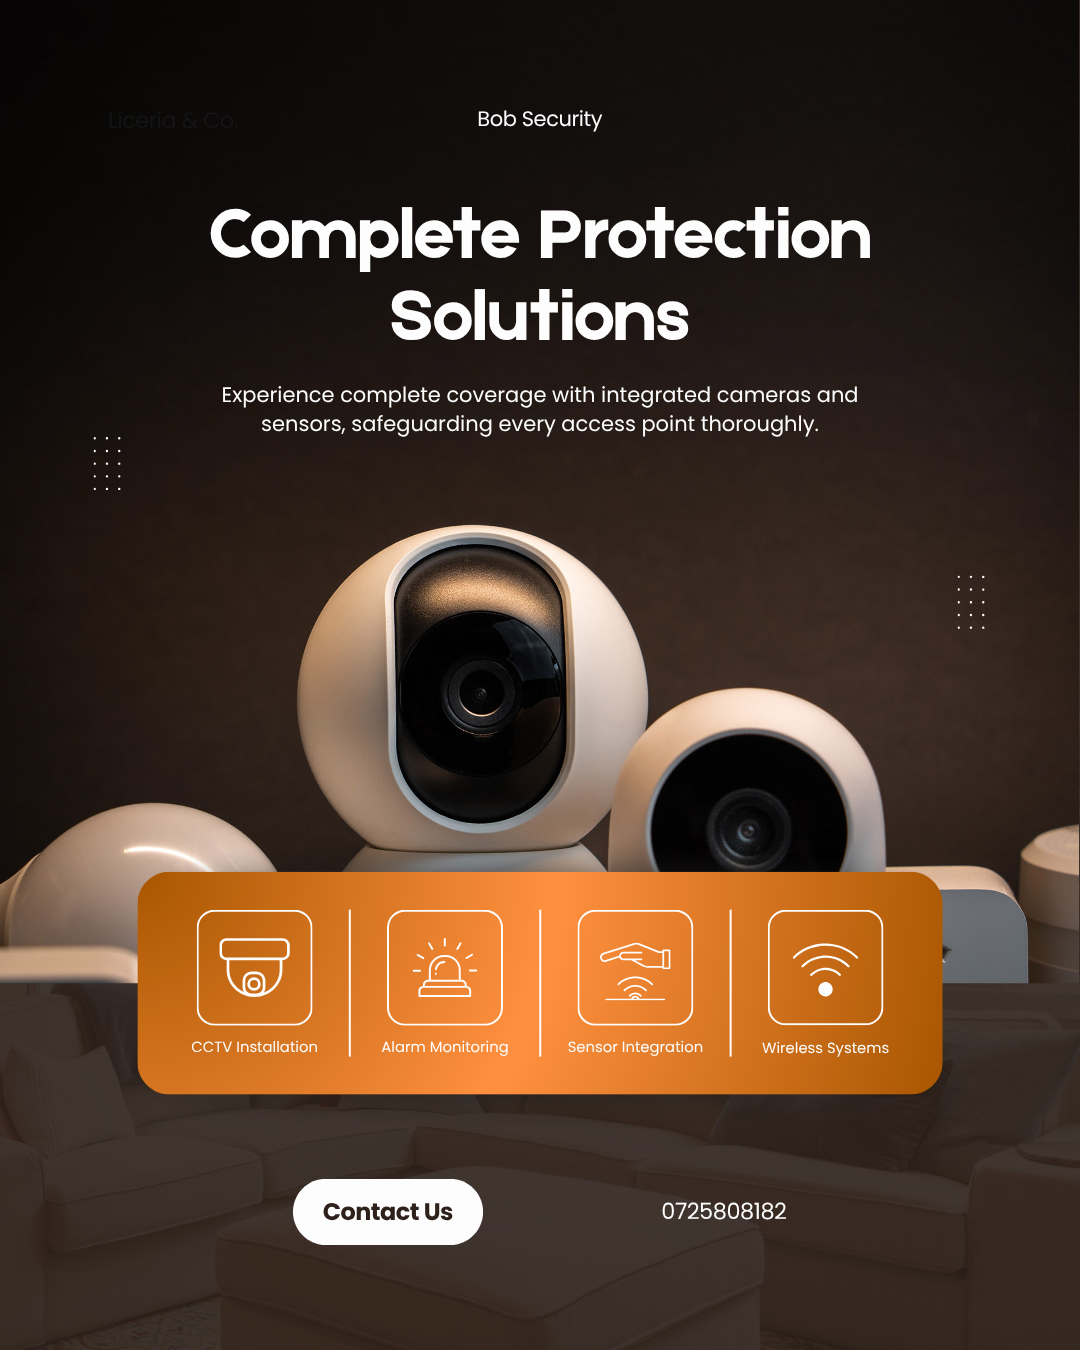 Liceria & Co.
Bob Security
Complete Protection
Solutions
Experience complete coverage with integrated cameras and
sensors, safeguarding every access point thoroughly.
CCTV Installation
Alarm Monitoring
Sensor Integration
Wireless Systems
Contact Us
0725808182